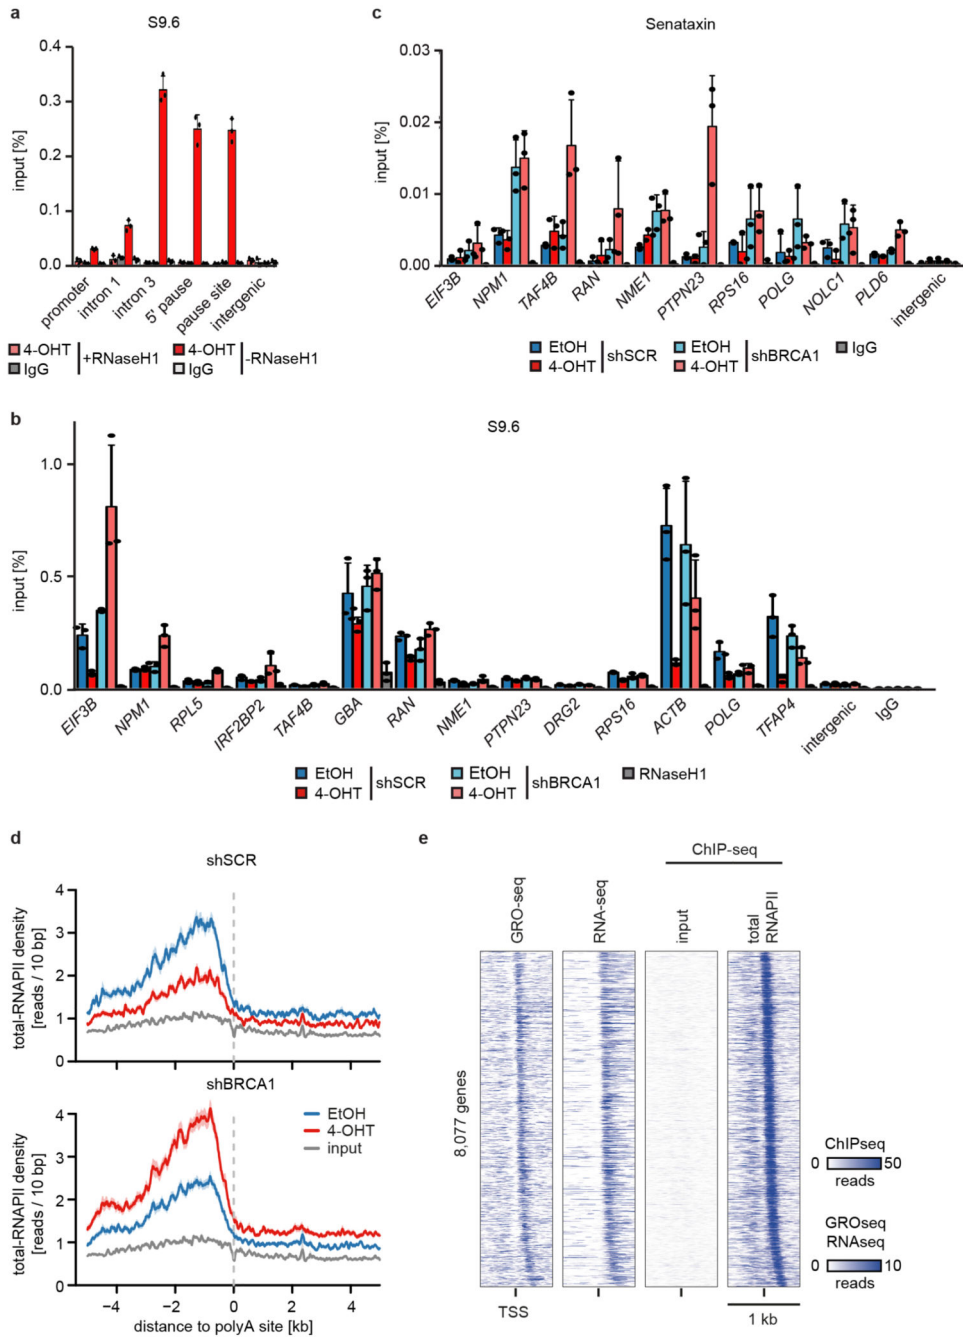 a
S9.6
input [%]
0.4
0.3
0.2
0.1
0.0
promoter
intron 1
intron 3
5' pause
pause site
intergenic
4-OHT
IgG
+RNaseH1
4-OHT
IgG
-RNaseH1
c
Senataxin
input [%]
0.03
0.02
0.01
0.00
EIF3B
NPM1
TAF4B
RAN
NME1
PTPN23
RPS16
POLG
NOLC1
PLD6
intergenic
EtOH
4-OHT
shSCR
EtOH
4-OHT
shBRCA1
IgG
b
S9.6
input [%]
1.0
0.5
0.0
EIF3B
NPM1
RPL5
IRF2BP2
TAF4B
GBA
RAN
NME1
PTPN23
DRG2
RPS16
ACTB
POLG
TFAP4
intergenic
IgG
EtOH
4-OHT
shSCR
EtOH
4-OHT
shBRCA1
RNaseH1
d
shSCR
total-RNAPII density
[reads / 10 bp]
4
3
2
1
0
shBRCA1
total-RNAPII density
[reads / 10 bp]
4
3
2
1
0
EtOH
4-OHT
input
−4 −2 0 2 4
distance to polyA site [kb]
e
ChIP-seq
GRO-seq
RNA-seq
input
total
RNAPII
8,077 genes
TSS
1 kb
ChIPseq
0 50
reads
GROseq
RNAseq
0 10
reads